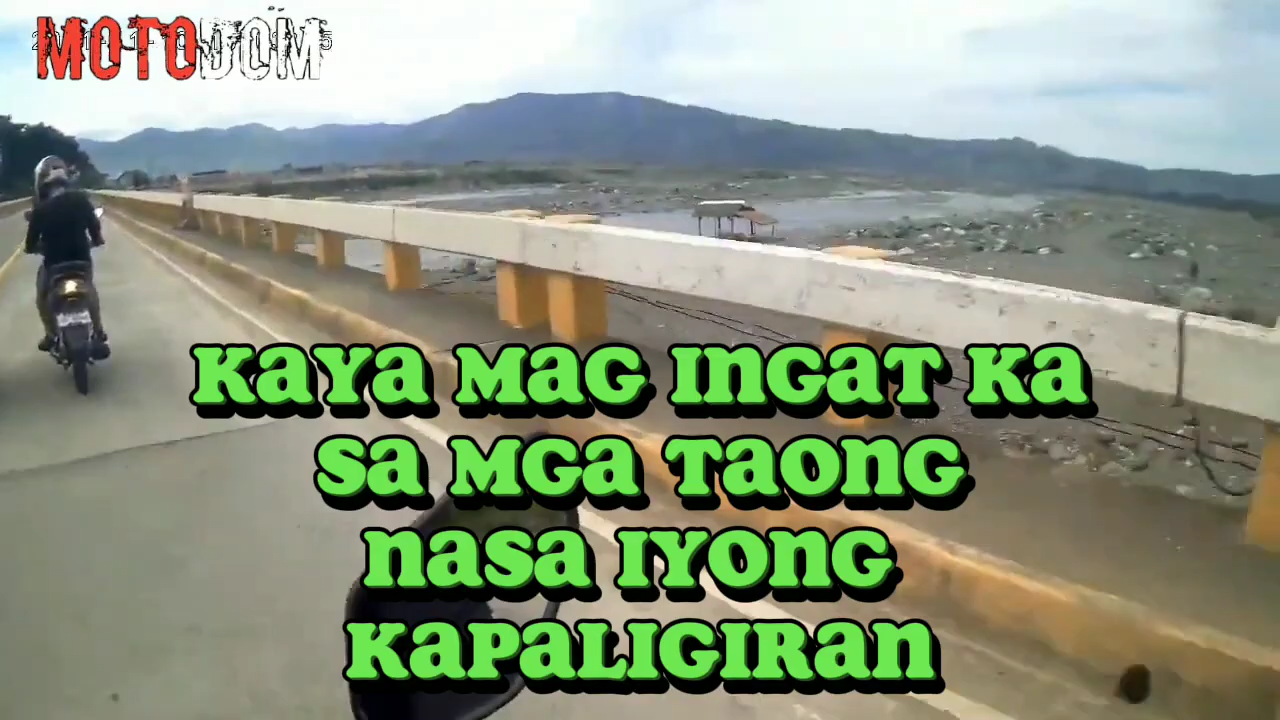 MOTODOM
KAYA MAG INGAT KA
SA MGA TAONG
NASA IYONG
KAPALIGIRAN